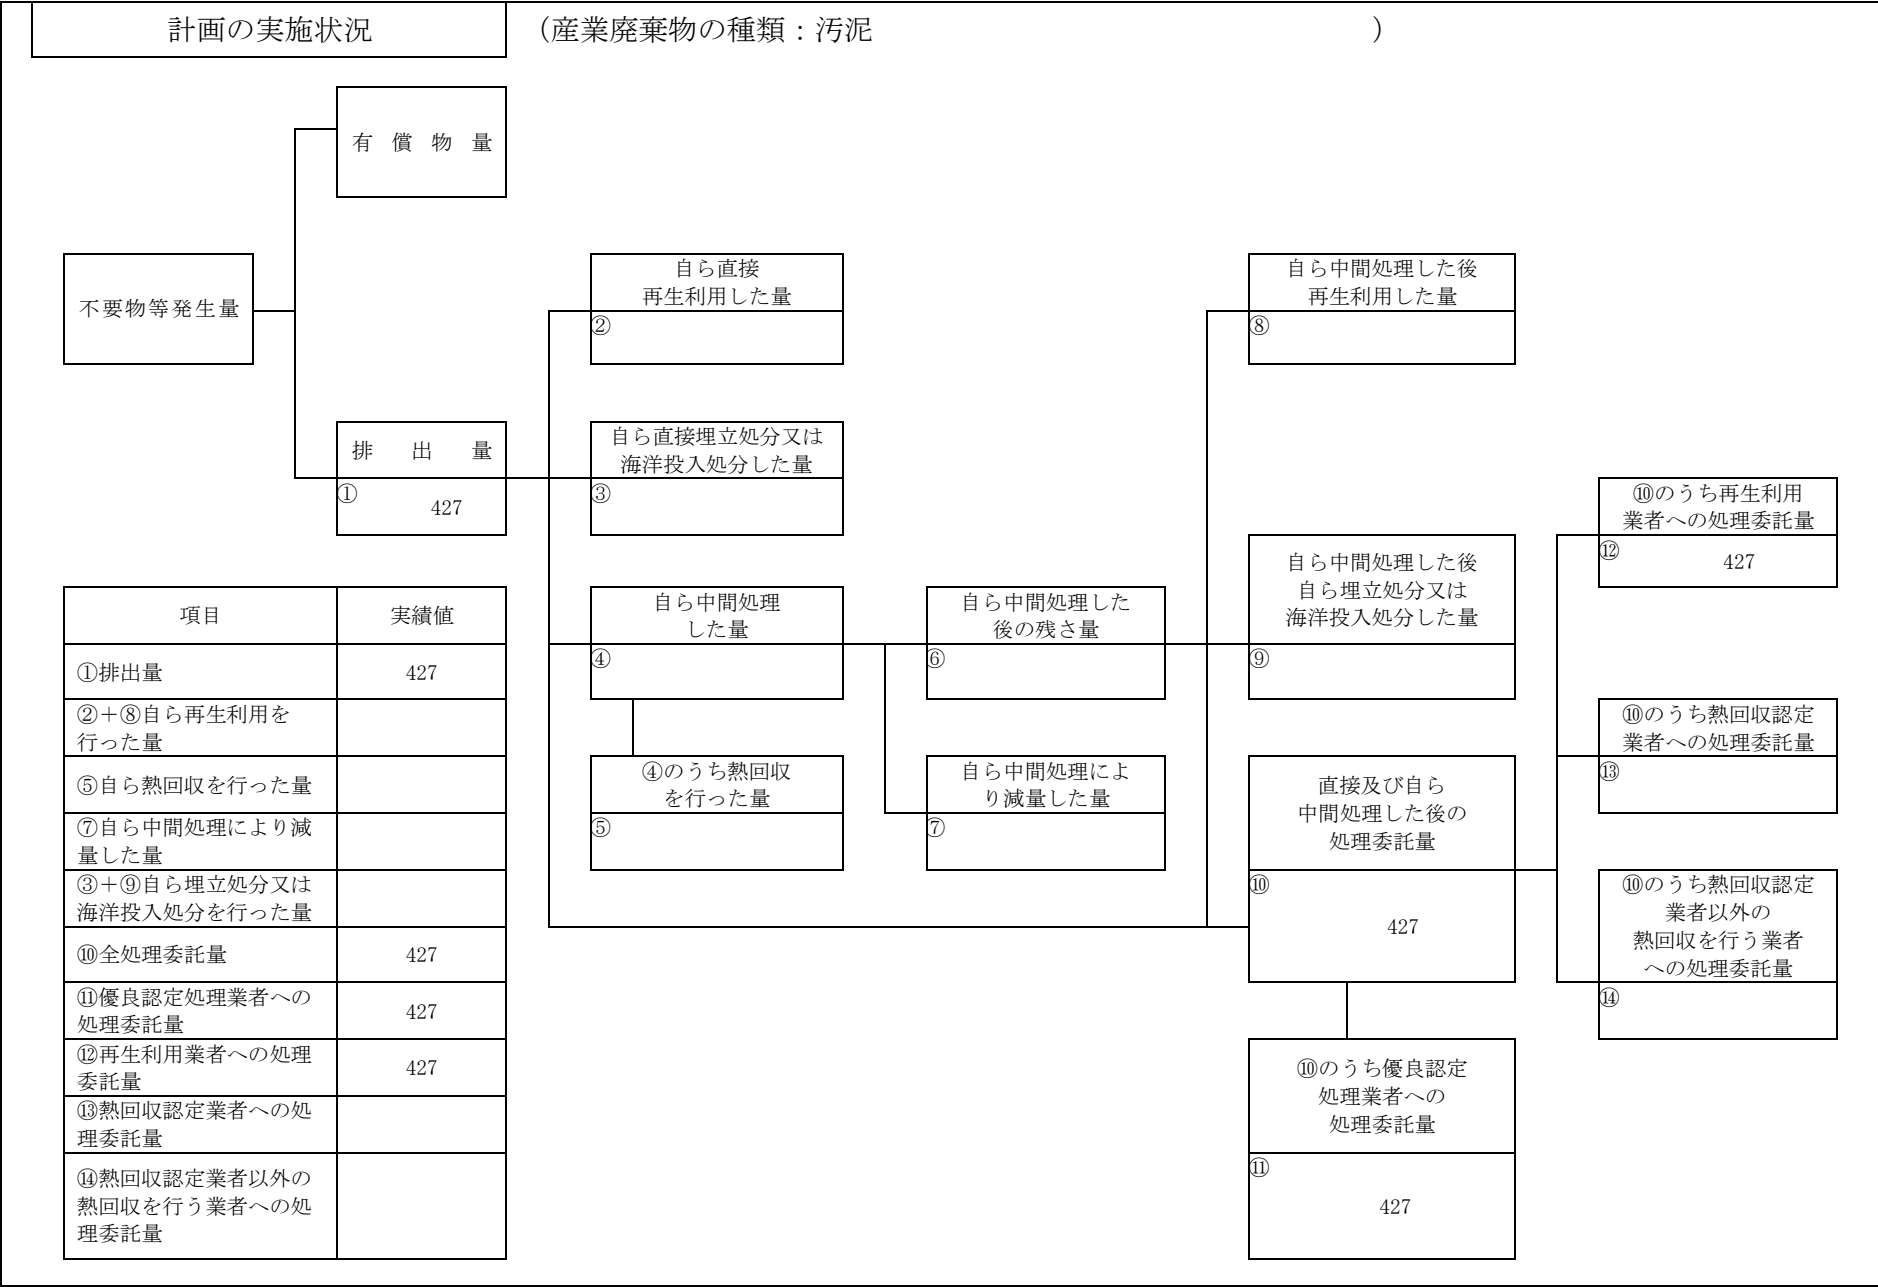 計画の実施状況
（産業廃棄物の種類：汚泥　　　　　　　　　　　　　　　　　）
有 償 物 量
不要物等発生量
排 出 量
①
427
自ら直接
再生利用した量
②
自ら直接埋立処分又は
海洋投入処分した量
③
自ら中間処理
した量
④
④のうち熱回収
を行った量
⑤
自ら中間処理した
後の残さ量
⑥
自ら中間処理によ
り減量した量
⑦
自ら中間処理した後
再生利用した量
⑧
自ら中間処理した後
自ら埋立処分又は
海洋投入処分した量
⑨
直接及び自ら
中間処理した後の
処理委託量
⑩
427
⑩のうち優良認定
処理業者への
処理委託量
⑪
427
⑩のうち再生利用
業者への処理委託量
⑫
427
⑩のうち熱回収認定
業者への処理委託量
⑬
⑩のうち熱回収認定
業者以外の
熱回収を行う業者
への処理委託量
⑭
項目 実績値
①排出量 427
②＋⑧自ら再生利用を
行った量
⑤自ら熱回収を行った量
⑦自ら中間処理により減
量した量
③＋⑨自ら埋立処分又は
海洋投入処分を行った量
⑩全処理委託量 427
⑪優良認定処理業者への
処理委託量
427
⑫再生利用業者への処理
委託量
427
⑬熱回収認定業者への処
理委託量
⑭熱回収認定業者以外の
熱回収を行う業者への処
理委託量